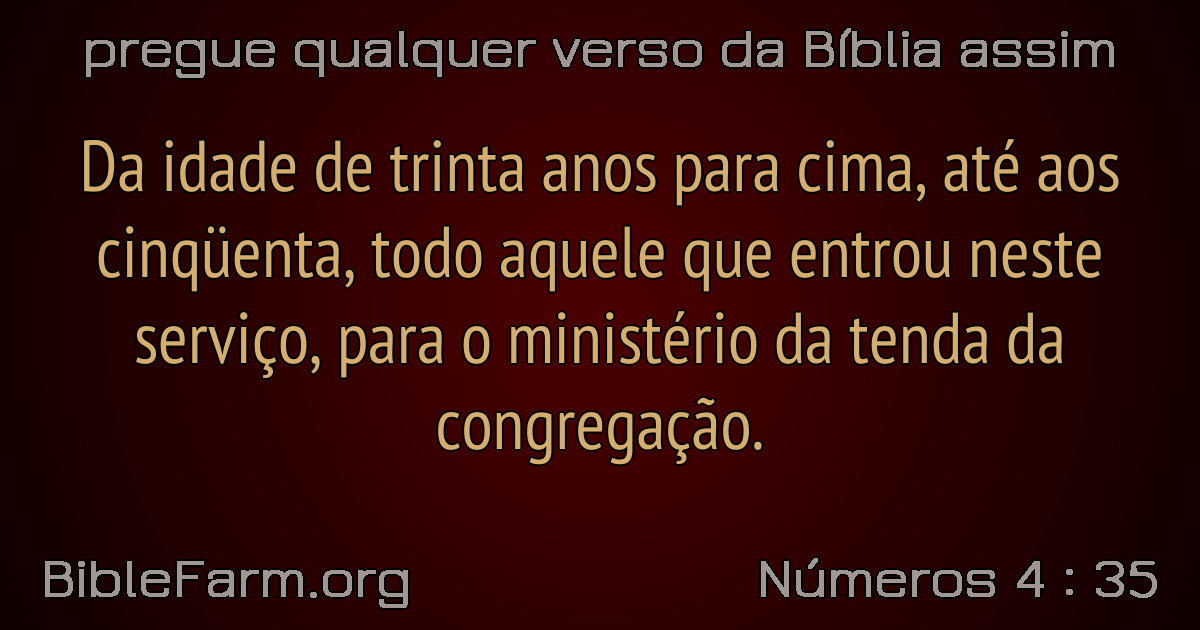 pregue qualquer verso da Bíblia assim
Da idade de trinta anos para cima, até aos
cinqüenta, todo aquele que entrou neste
serviço, para o ministério da tenda da
congregação.
BibleFarm.org
Números 4 : 35